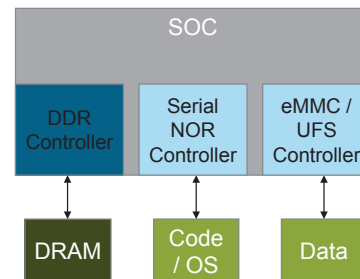 SOC
DDR
Controller
Serial
NOR
Controller
eMMC /
UFS
Controller
DRAM
Code
/ OS
Data